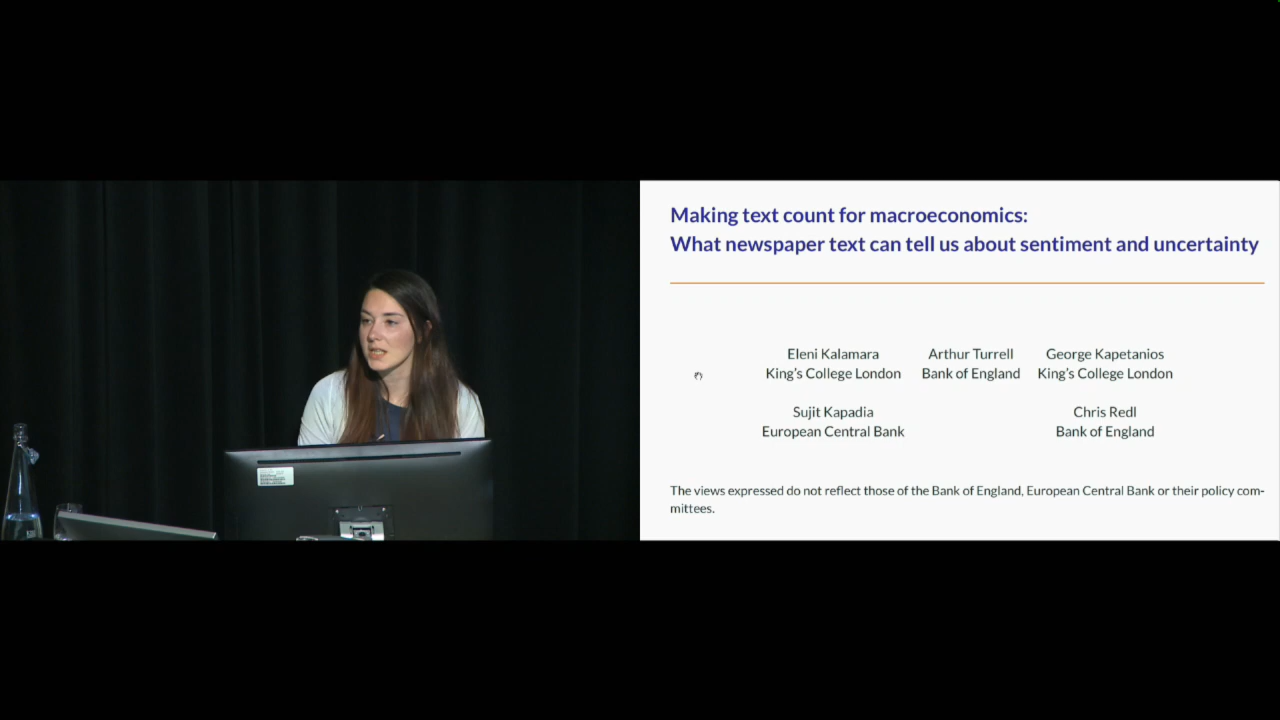 Making text count for macroeconomics:
What newspaper text can tell us about sentiment and uncertainty
Eleni Kalamara Arthur Turrell George Kapetanios
King's College London Bank of England King's College London
Sujit Kapadia Chris Redl
European Central Bank Bank of England
The views expressed do not reflect those of the Bank of England, European Central Bank or their policy com-
mittees.